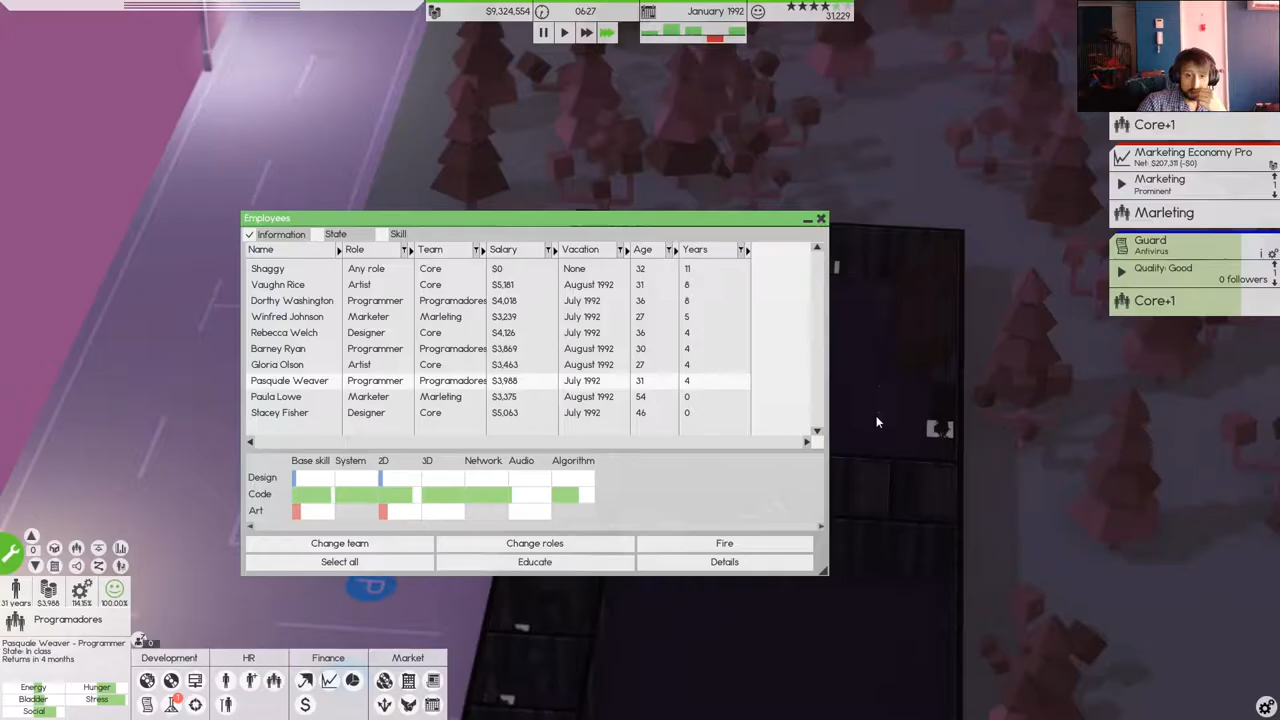 $9,324,554
06:27
January 1992
31.229
Core+1
Marketing Economy Pro
Net: $207,311 (-$0)
Marketing
Prominent
Marleting
Guard
Antivirus
Quality: Good
0 followers
Core+1
Employees
Information State Skill
Name Role Team Salary Vacation Age Years
Shaggy Any role Core $0 None 32 11
Vaughn Rice Artist Core $5,181 August 1992 31 8
Dorthy Washington Programmer Programadores $4,018 July 1992 36 8
Winfred Johnson Marketer Marleting $3,239 July 1992 27 5
Rebecca Welch Designer Core $4,126 July 1992 36 4
Barney Ryan Programmer Programadores $3,869 August 1992 30 4
Gloria Olson Artist Core $3,463 August 1992 27 4
Pasquale Weaver Programmer Programadores $3,988 July 1992 31 4
Paula Lowe Marketer Marleting $3,375 August 1992 54 0
Stacey Fisher Designer Core $5,063 July 1992 46 0
Base skill System 2D 3D Network Audio Algorithm
Design
Code
Art
Change team Change roles Fire
Select all Educate Details
0
31 years $3,988 114.15% 100.00%
Programadores
Pasquale Weaver - Programmer
State: In class
Returns in 4 months
Energy Hunger
Bladder Stress
Social
Development HR Finance Market